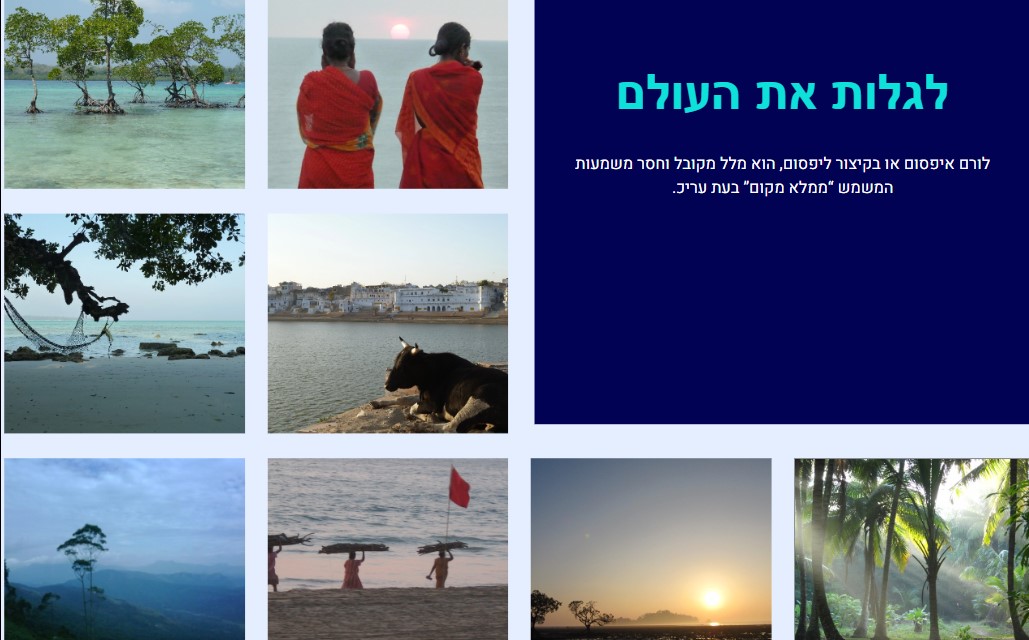 לגלות את העולם
לורם איפסום או בקיצור ליפסום, הוא מלל מקובל וחסר משמעות
המשמש “ממלא מקום” בעת עריכ.